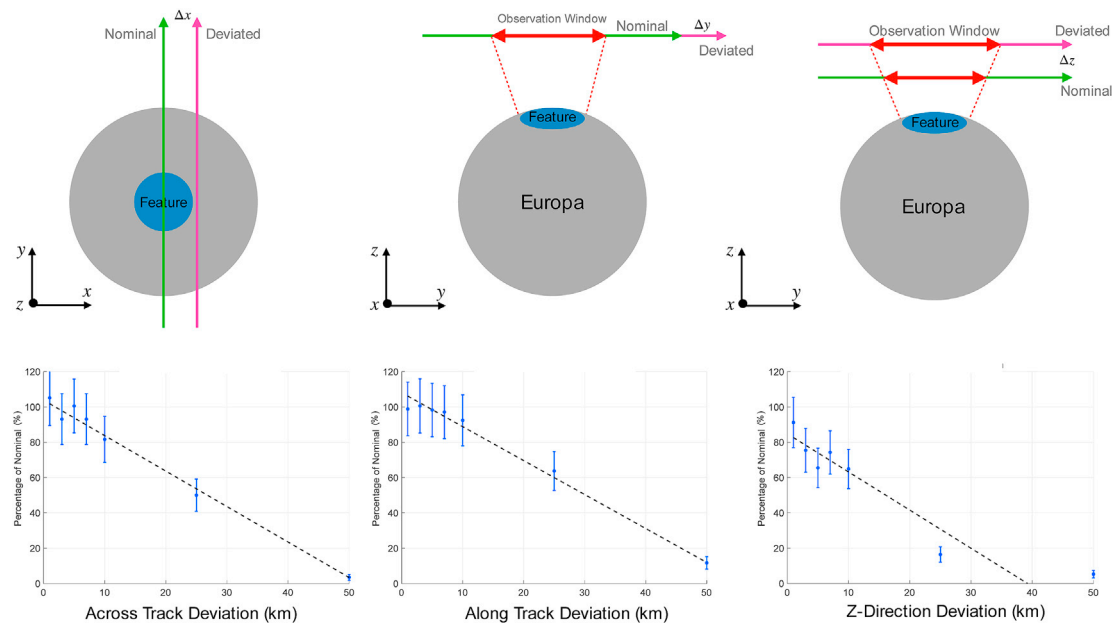 Δx
Nominal
Deviated
Feature
y
z
x
Observation Window
Δy
Nominal
Deviated
Feature
Europa
z
x
y
Observation Window
Deviated
Δz
Nominal
Feature
Europa
z
x
y
Percentage of Nominal (%)
120
100
80
60
40
20
0
0
10
20
30
40
50
Across Track Deviation (km)
Percentage of Nominal (%)
120
100
80
60
40
20
0
0
10
20
30
40
50
Along Track Deviation (km)
Percentage of Nominal (%)
120
100
80
60
40
20
0
0
10
20
30
40
50
Z-Direction Deviation (km)